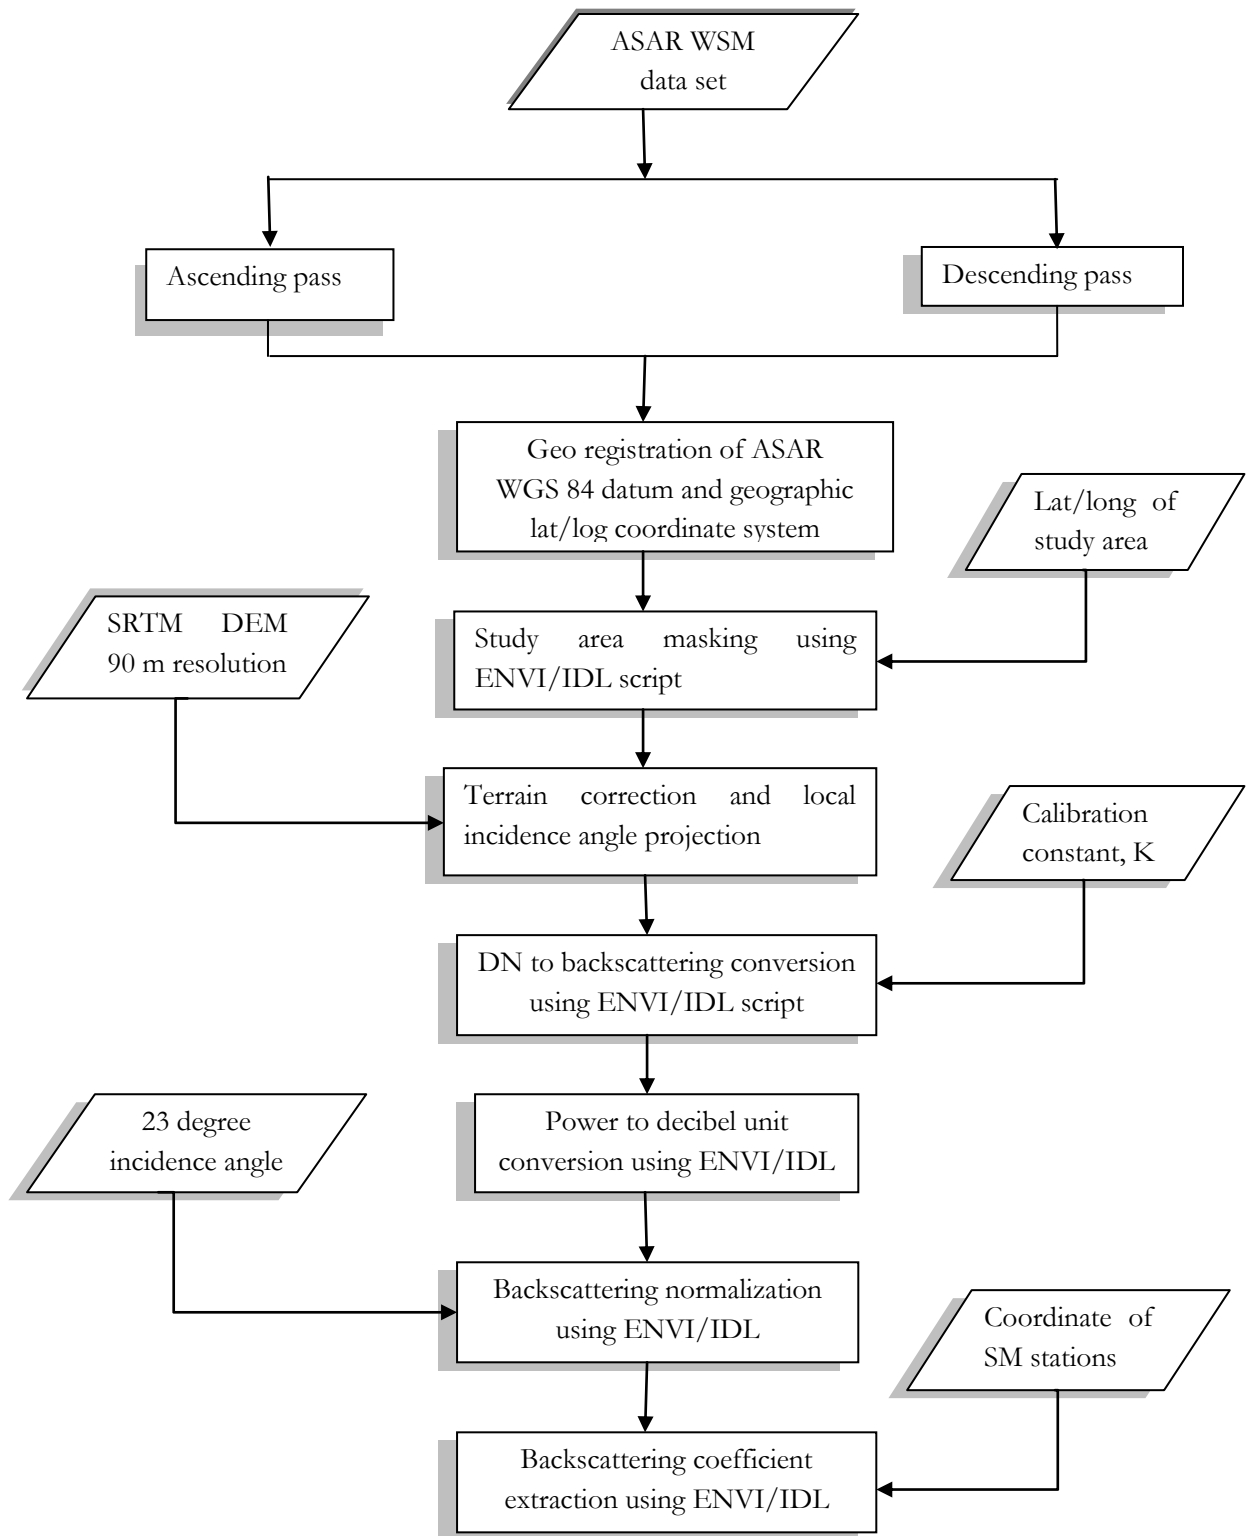 ASAR WSM
data set
Ascending pass
Descending pass
Geo registration of ASAR
WGS 84 datum and geographic
lat/log coordinate system
Lat/long of
study area
SRTM DEM
90 m resolution
Study area masking using
ENVI/IDL script
Terrain correction and local
incidence angle projection
Calibration
constant, K
DN to backscattering conversion
using ENVI/IDL script
23 degree
incidence angle
Power to decibel unit
conversion using ENVI/IDL
Backscattering normalization
using ENVI/IDL
Coordinate of
SM stations
Backscattering coefficient
extraction using ENVI/IDL